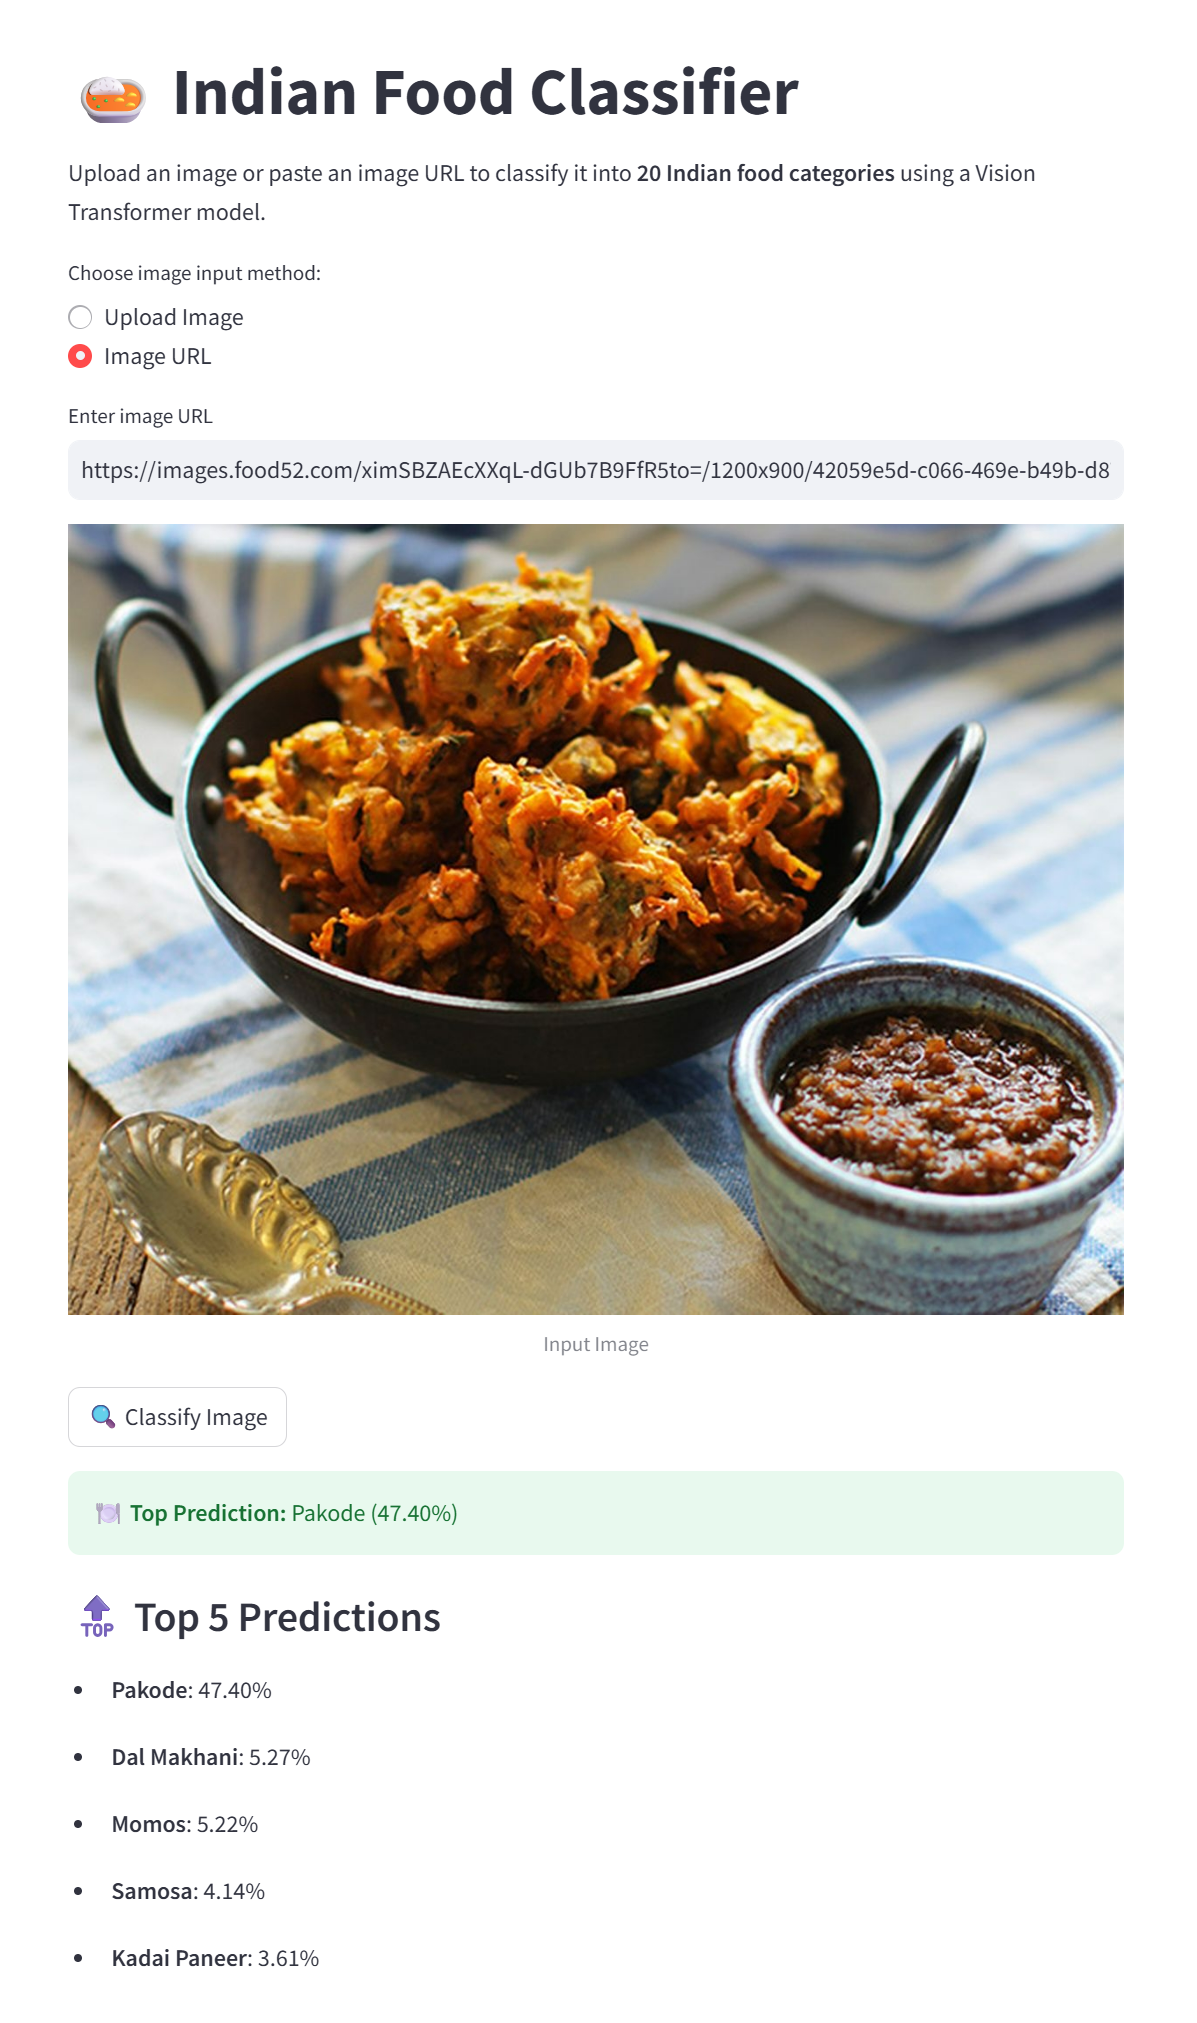 Indian Food Classifier
Upload an image or paste an image URL to classify it into 20 Indian food categories using a Vision
Transformer model.
Choose image input method:
Upload Image
Image URL
Enter image URL
https://images.food52.com/ximSBZAEcXXqL-dGUb7B9FfR5to=/1200x900/42059e5d-c066-469e-b49b-d8
Input Image
Classify Image
Top Prediction: Pakode (47.40%)
TOP Top 5 Predictions
• Pakode: 47.40%
• Dal Makhani: 5.27%
• Momos: 5.22%
• Samosa: 4.14%
• Kadai Paneer: 3.61%